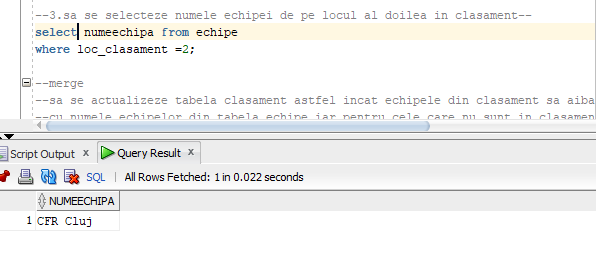 --3.sa se selecteze numele echipei de pe locul al doilea in clasament--
select numeechipa from echipe
where loc_clasament =2;
--merge
--sa se actualizeze tabela clasament astfel incat echipele din clasament sa aiba
--cu numele echipelor din tabela echipe iar pentru cele care nu sunt in clasamen
Script Output x Query Result x
SQL | All Rows Fetched: 1 in 0.022 seconds
NUMEECHIPA
1 CFR Cluj